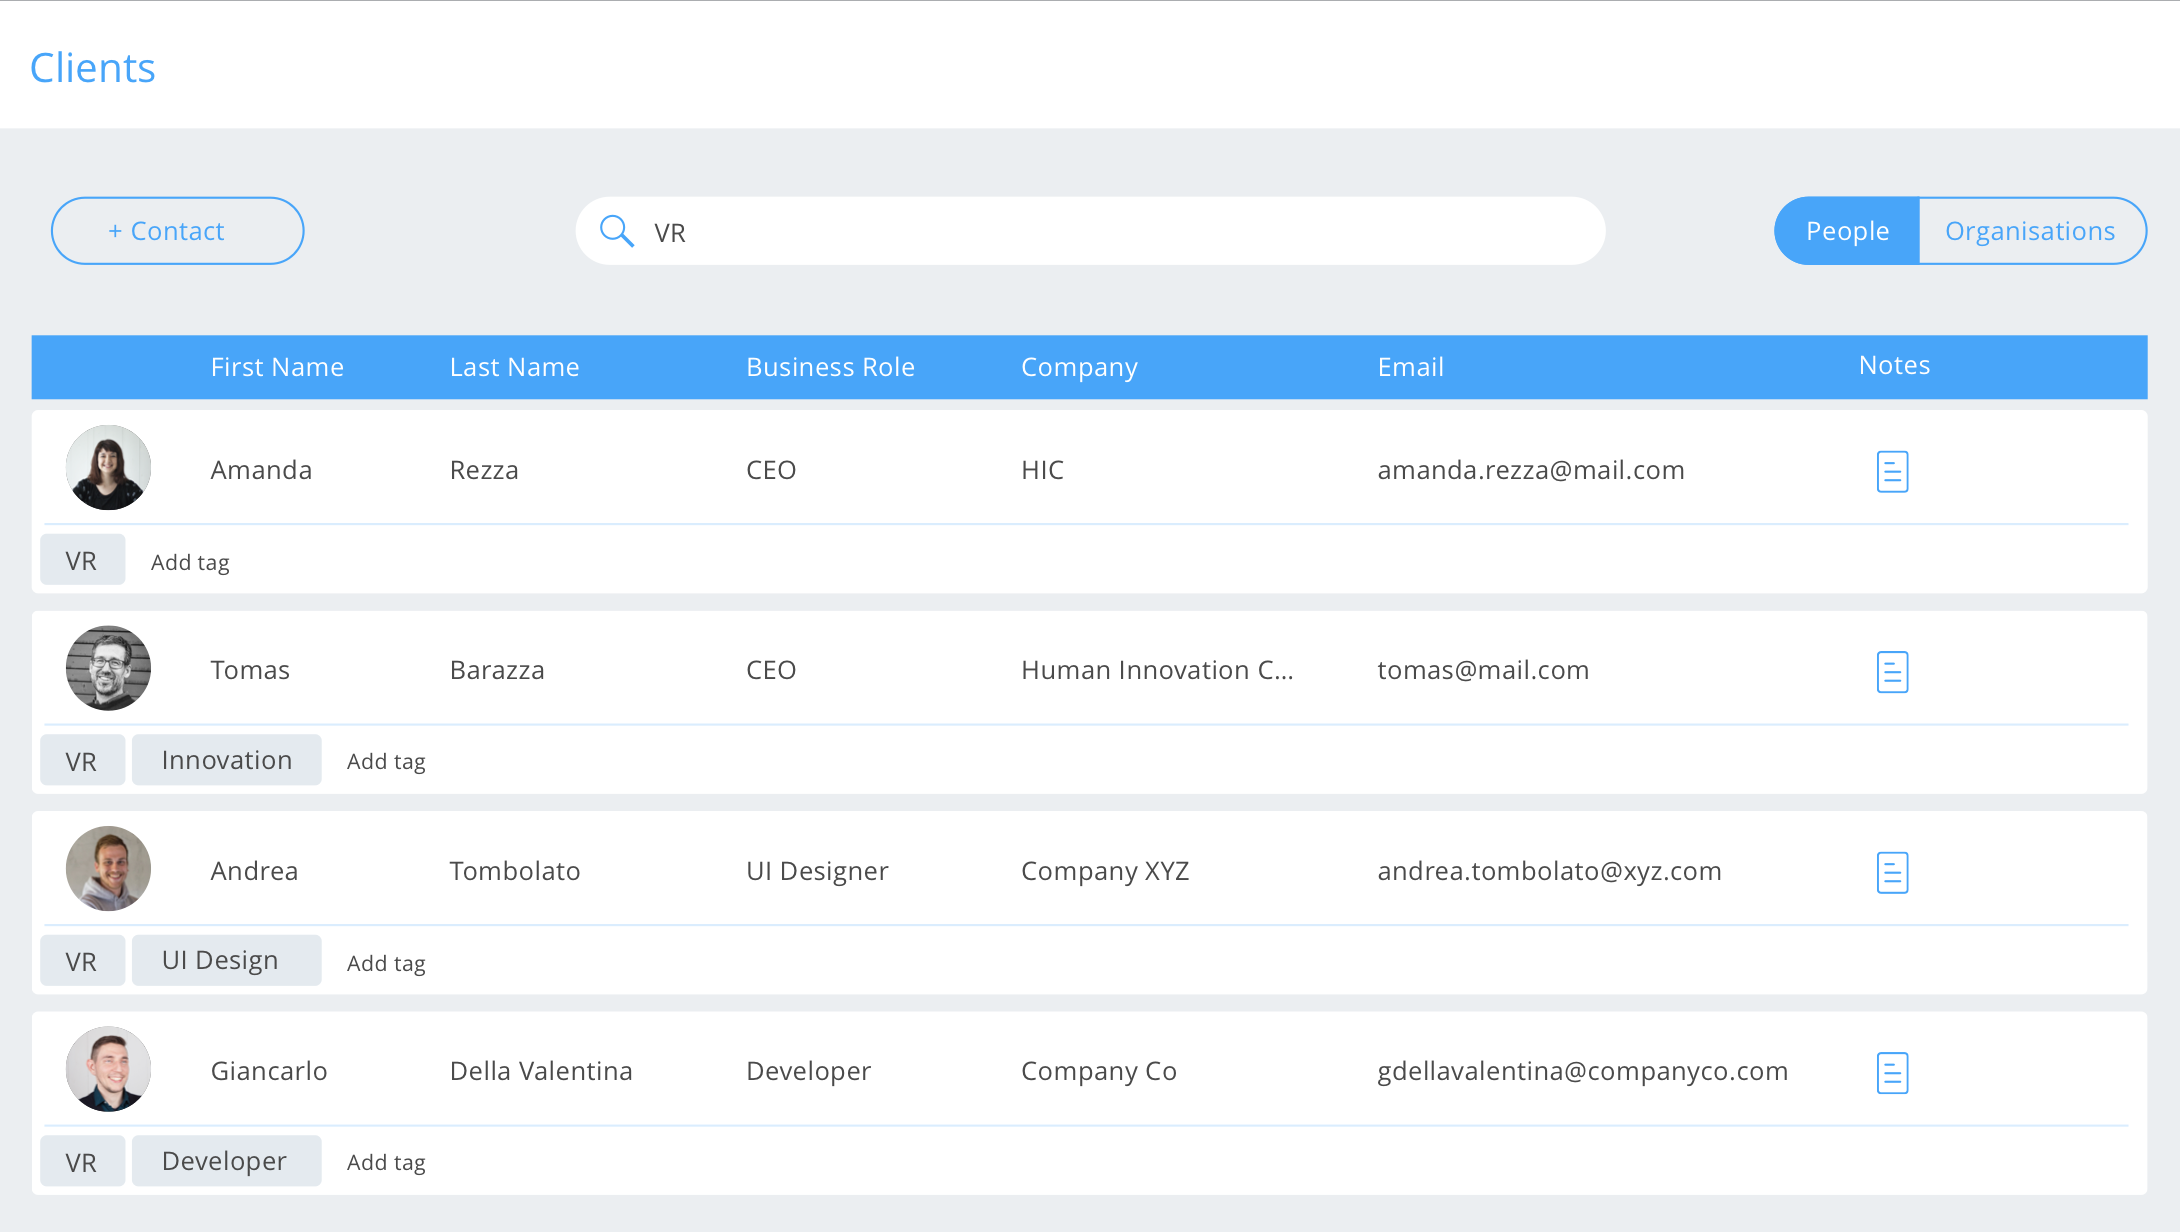 Clients
+ Contact
VR
People
Organisations
First Name Last Name Business Role Company Email Notes
Amanda Rezza CEO HIC amanda.rezza@mail.com
VR Add tag
Tomas Barazza CEO Human Innovation C... tomas@mail.com
VR Innovation Add tag
Andrea Tombolato UI Designer Company XYZ andrea.tombolato@xyz.com
VR UI Design Add tag
Giancarlo Della Valentina Developer Company Co gdellavalentina@companyco.com
VR Developer Add tag